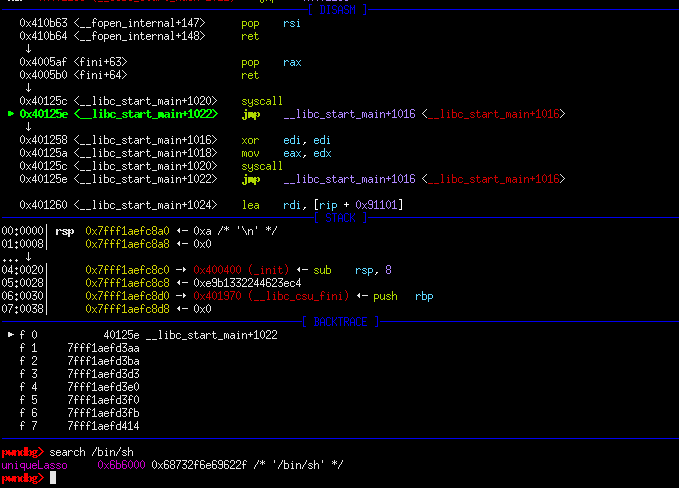 [ DISASM ]
0x410b63 <__fopen_internal+147> pop rsi
0x410b64 <__fopen_internal+148> ret
↓
0x4005af <fini+63> pop rax
0x4005b0 <fini+64> ret
↓
0x40125c <__libc_start_main+1020> syscall
► 0x40125e <__libc_start_main+1022> jmp __libc_start_main+1016 <__libc_start_main+1016>
↓
0x401258 <__libc_start_main+1016> xor edi, edi
0x40125a <__libc_start_main+1018> mov eax, edx
0x40125c <__libc_start_main+1020> syscall
0x40125e <__libc_start_main+1022> jmp __libc_start_main+1016 <__libc_start_main+1016>
0x401260 <__libc_start_main+1024> lea rdi, [rip + 0x91101]
[ STACK ]
00:0000│ rsp 0x7fff1aefc8a0 ◂— 0xa /* '\n' */
01:0008│ 0x7fff1aefc8a8 ◂— 0x0
... ↓
04:0020│ 0x7fff1aefc8c0 —▸ 0x400400 (_init) ◂— sub rsp, 8
05:0028│ 0x7fff1aefc8c8 ◂— 0xe9b1332244623ec4
06:0030│ 0x7fff1aefc8d0 —▸ 0x401970 (__libc_csu_fini) ◂— push rbp
07:0038│ 0x7fff1aefc8d8 ◂— 0x0
[ BACKTRACE ]
► f 0 40125e __libc_start_main+1022
f 1 7fff1aefd3aa
f 2 7fff1aefd3ba
f 3 7fff1aefd3d3
f 4 7fff1aefd3e0
f 5 7fff1aefd3f0
f 6 7fff1aefd3fb
f 7 7fff1aefd414
pwndbg> search /bin/sh
uniqueLasso 0x6b6000 0x68732f6e69622f /* '/bin/sh' */
pwndbg>